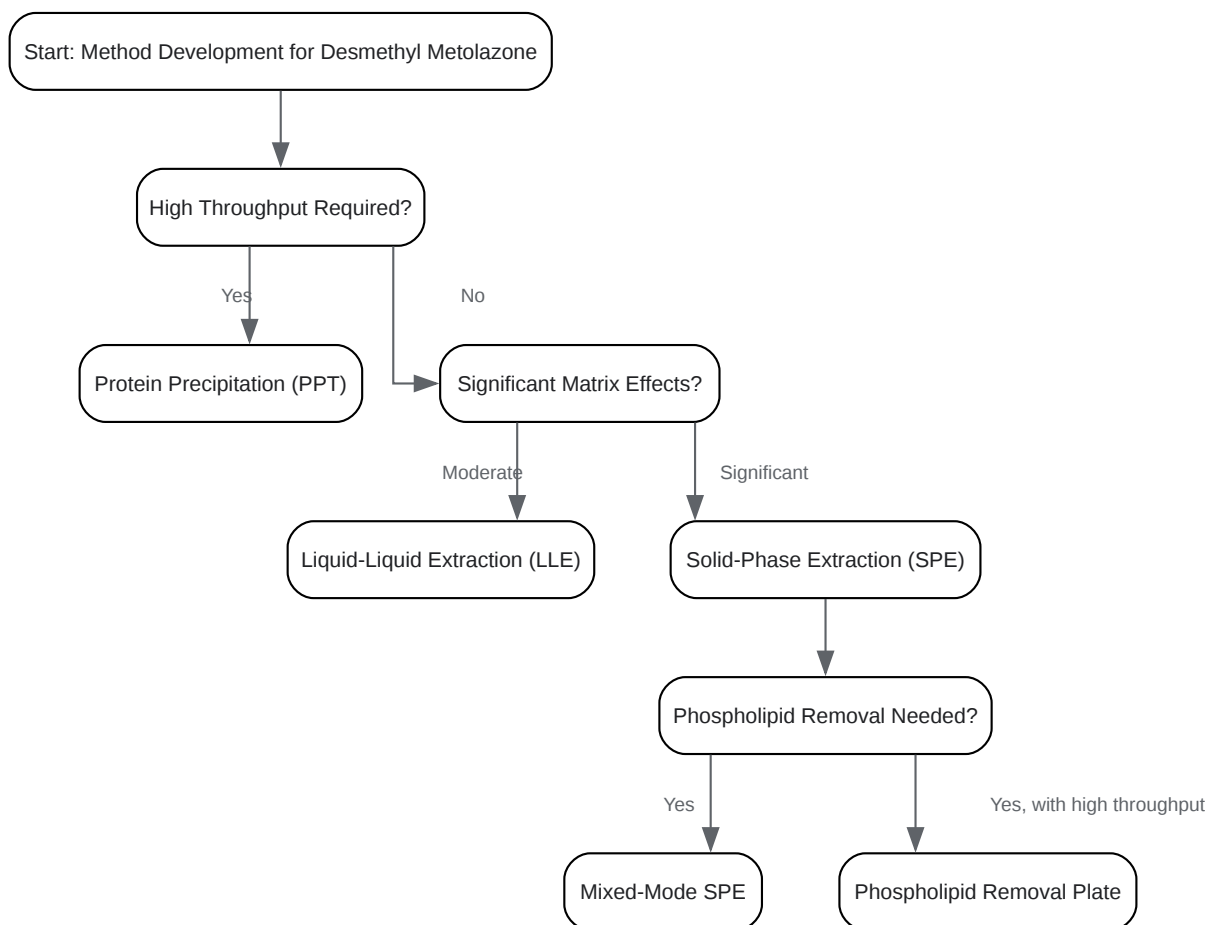 Start: Method Development for Desmethyl Metolazone
High Throughput Required?
Yes
No
Protein Precipitation (PPT)
Significant Matrix Effects?
Moderate
Significant
Liquid-Liquid Extraction (LLE)
Solid-Phase Extraction (SPE)
Phospholipid Removal Needed?
Yes
Yes, with high throughput
Mixed-Mode SPE
Phospholipid Removal Plate